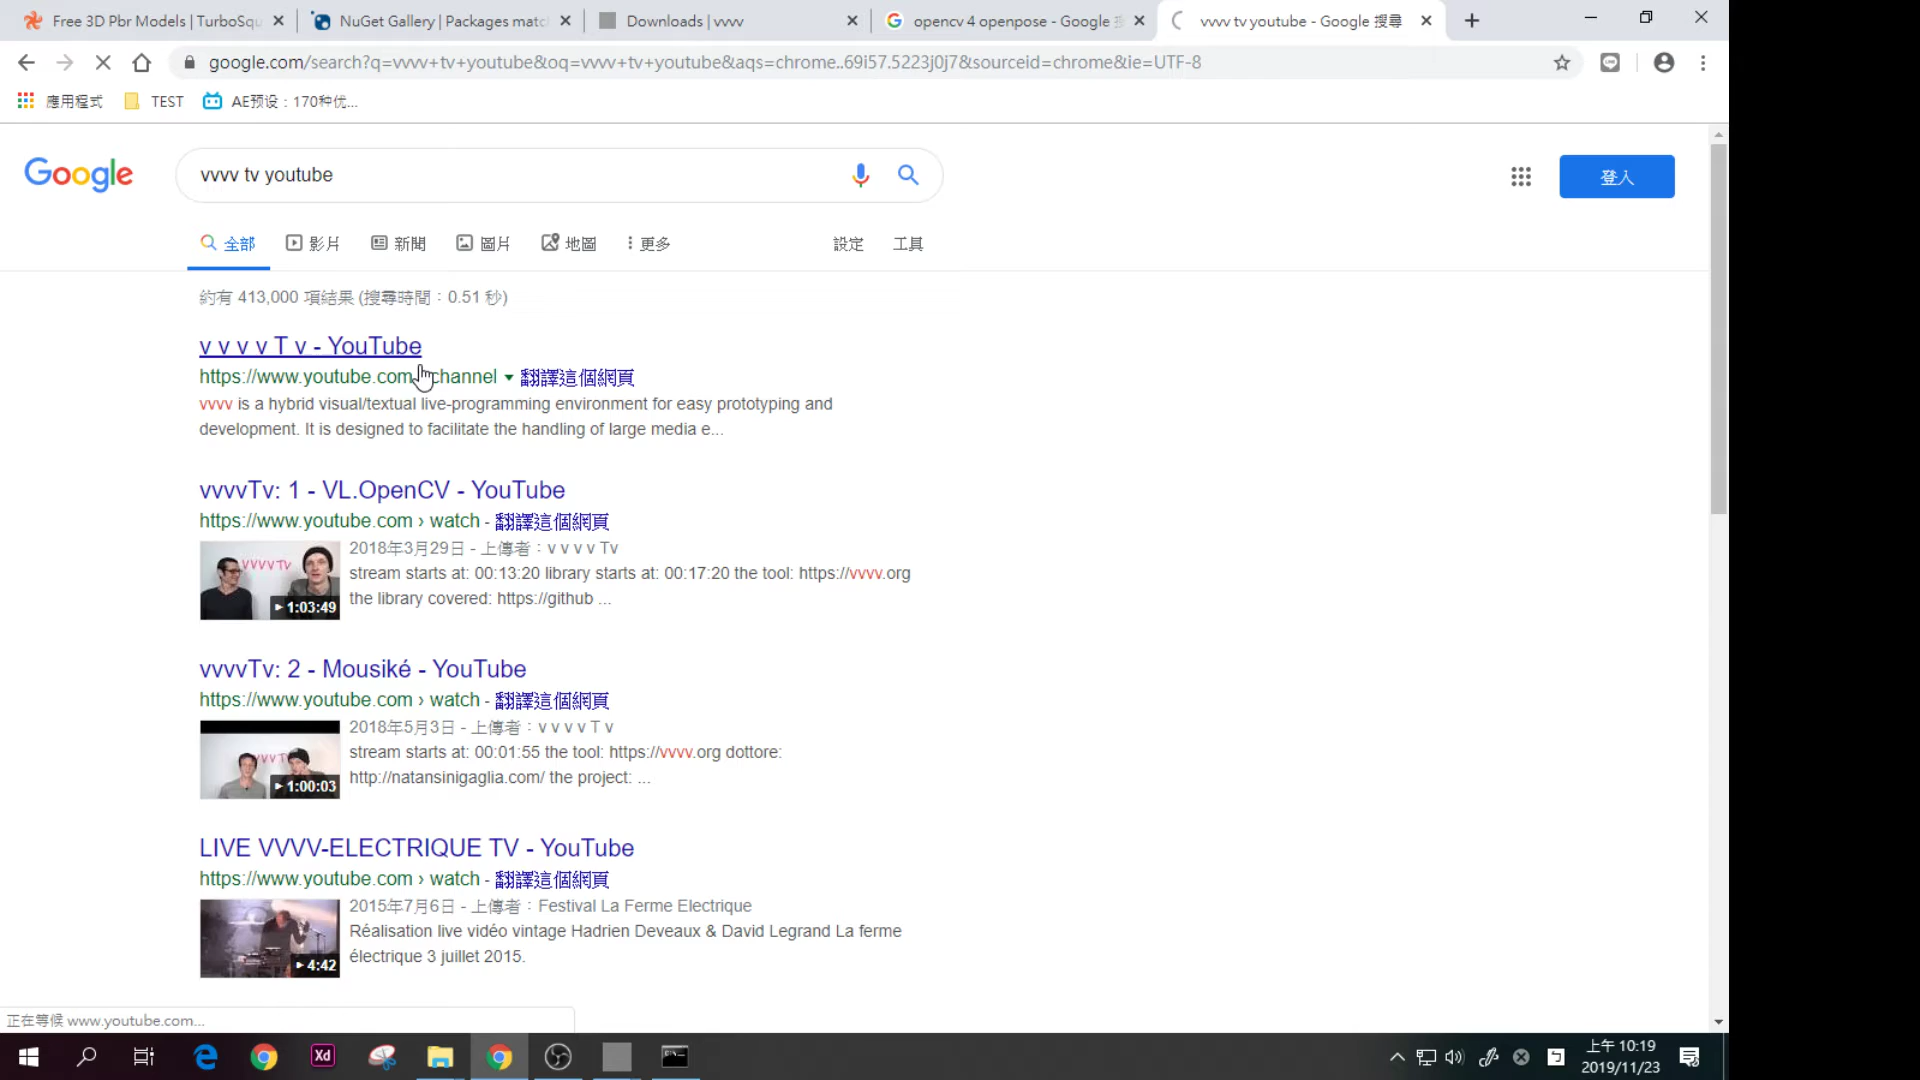 Free 3D Pbr Models | TurboSqu
NuGet Gallery | Packages match
Downloads | vvvv
opencv 4 openpose - Google 搜
vvvv tv youtube - Google 搜尋
google.com/search?q=vvvv+tv+youtube&oq=vvvv+tv+youtube&aqs=chrome..69i57.5223j0j7&sourceid=chrome&ie=UTF-8
應用程式
TEST
AE预设：170种优...
Google
vvvv tv youtube
登入
全部
影片
新聞
圖片
地圖
更多
設定
工具
約有 413,000 項結果 (搜尋時間：0.51 秒)
v v v v T v - YouTube
https://www.youtube.com channel 翻譯這個網頁
vvvv is a hybrid visual/textual live-programming environment for easy prototyping and
development. It is designed to facilitate the handling of large media e...
vvvvTv: 1 - VL.OpenCV - YouTube
https://www.youtube.com › watch - 翻譯這個網頁
VVVVTV
1:03:49
2018年3月29日 - 上傳者：v v v v Tv
stream starts at: 00:13:20 library starts at: 00:17:20 the tool: https://vvvv.org
the library covered: https://github ...
vvvvTv: 2 - Mousiké - YouTube
https://www.youtube.com › watch - 翻譯這個網頁
1:00:03
2018年5月3日 - 上傳者：v v v v T v
stream starts at: 00:01:55 the tool: https://vvvv.org dottore:
http://natansinigaglia.com/ the project: ...
LIVE VVVV-ELECTRIQUE TV - YouTube
https://www.youtube.com › watch - 翻譯這個網頁
4:42
2015年7月6日 - 上傳者：Festival La Ferme Electrique
Réalisation live vidéo vintage Hadrien Deveaux & David Legrand La ferme
électrique 3 juillet 2015.
正在等候 www.youtube.com...
Xd
上午 10:19
2019/11/23